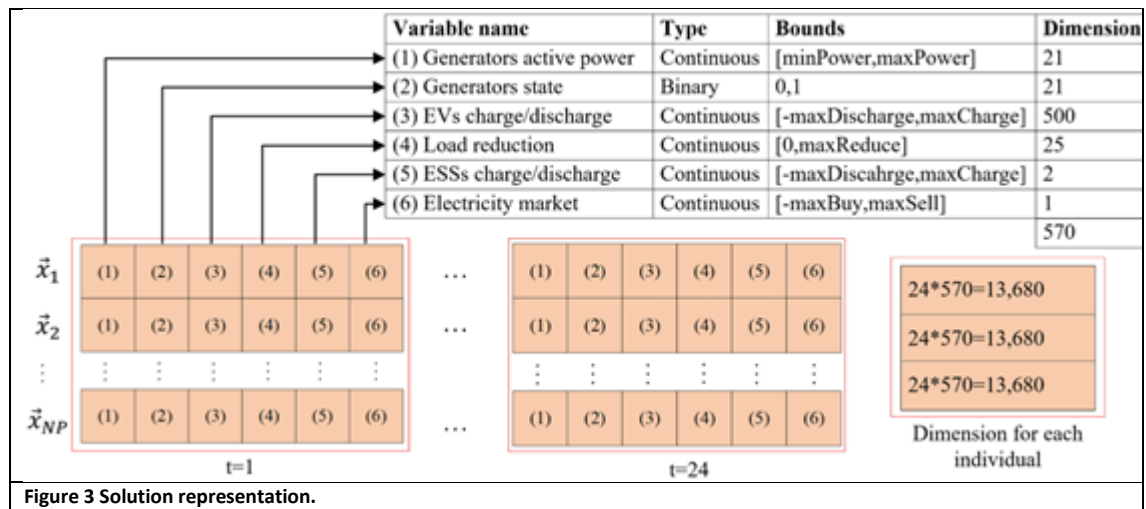 Variable name Type Bounds Dimension
(1) Generators active power Continuous [minPower,maxPower] 21
(2) Generators state Binary 0,1 21
(3) EVs charge/discharge Continuous [-maxDischarge,maxCharge] 500
(4) Load reduction Continuous [0,maxReduce] 25
(5) ESSs charge/discharge Continuous [-maxDiscahrge,maxCharge] 2
(6) Electricity market Continuous [-maxBuy,maxSell] 1
570
x⃗₁ (1) (2) (3) (4) (5) (6) ... (1) (2) (3) (4) (5) (6) 24*570=13,680
x⃗₂ (1) (2) (3) (4) (5) (6) ... (1) (2) (3) (4) (5) (6) 24*570=13,680
⋮ ⋮ ⋮ ⋮ ⋮ ⋮ ⋮ ⋮ ⋮ ⋮ ⋮ ⋮ ⋮ 24*570=13,680
x⃗_NP (1) (2) (3) (4) (5) (6) ... (1) (2) (3) (4) (5) (6)
Dimension for each
individual
t=1 t=24
Figure 3 Solution representation.